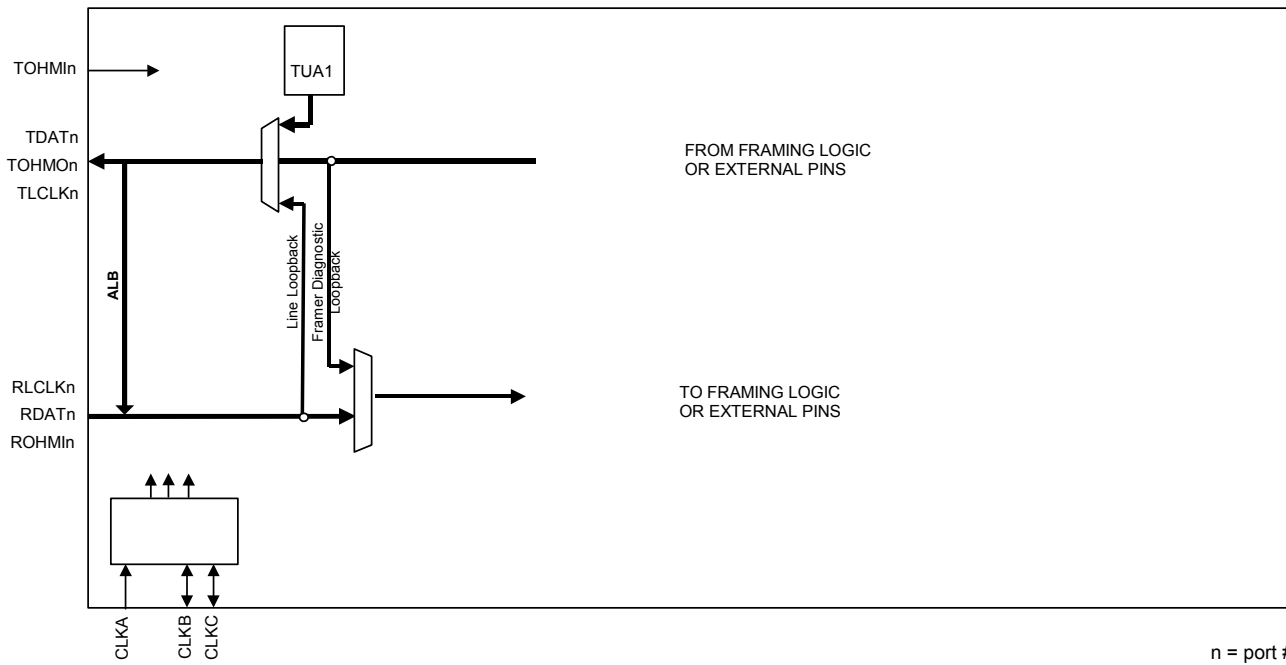 TOHMIn
TUA1
TDATn
TOHMOn
TLCLKn
FROM FRAMING LOGIC
OR EXTERNAL PINS
ALB
Line Loopback
Framer Diagnostic
Loopback
RLCLKn
RDATn
ROHMIn
TO FRAMING LOGIC
OR EXTERNAL PINS
CLKA
CLKB
CLKC
n = port #